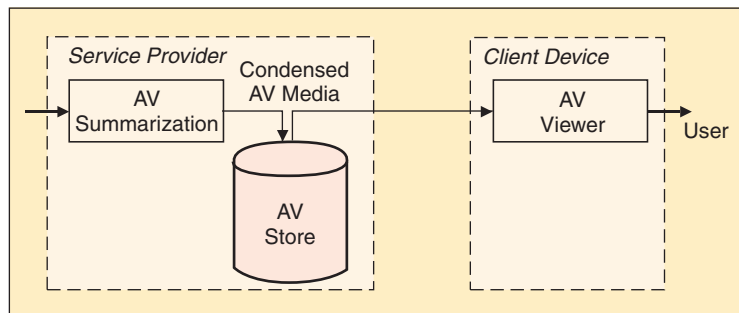 Service Provider
Condensed
AV Media
AV
Summarization
AV
Store
Client Device
AV
Viewer
User